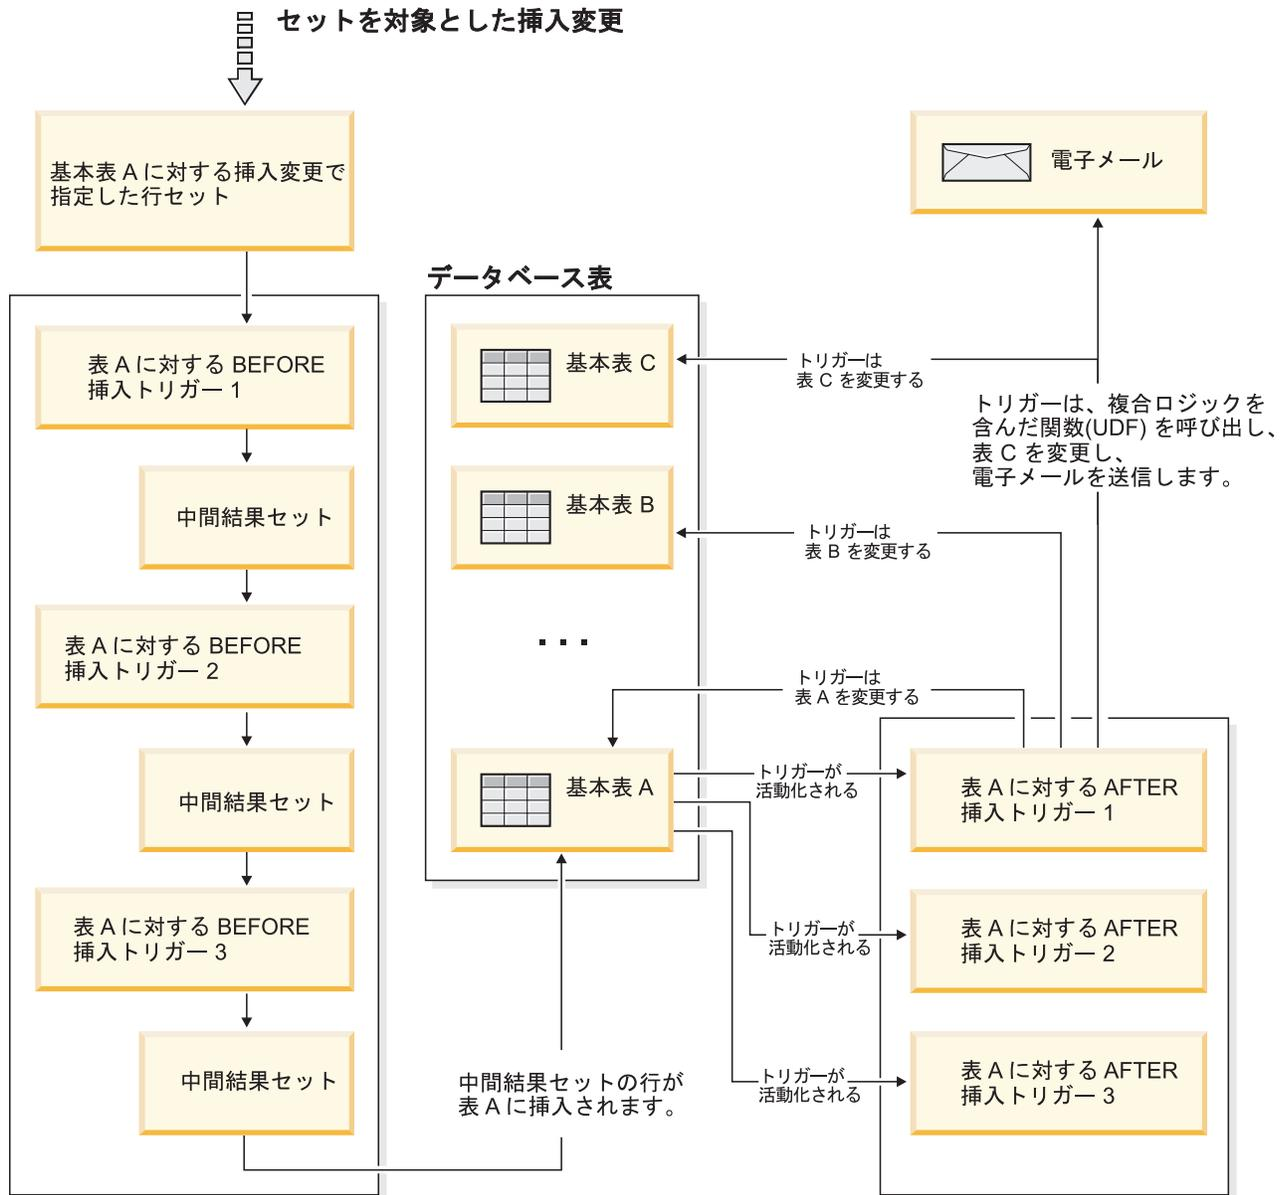 セットを対象とした挿入変更
基本表 A に対する挿入変更で
指定した行セット
電子メール
データベース表
表 A に対する BEFORE
挿入トリガー 1
中間結果セット
表 A に対する BEFORE
挿入トリガー 2
中間結果セット
表 A に対する BEFORE
挿入トリガー 3
中間結果セット
基本表 C
基本表 B
...
基本表 A
トリガーは
表 C を変更する
トリガーは、複合ロジックを
含んだ関数(UDF) を呼び出し、
表 C を変更し、
電子メールを送信します。
トリガーは
表 B を変更する
トリガーは
表 A を変更する
トリガーが
活動化される
トリガーが
活動化される
トリガーが
活動化される
表 A に対する AFTER
挿入トリガー 1
表 A に対する AFTER
挿入トリガー 2
表 A に対する AFTER
挿入トリガー 3
中間結果セットの行が
表 A に挿入されます。